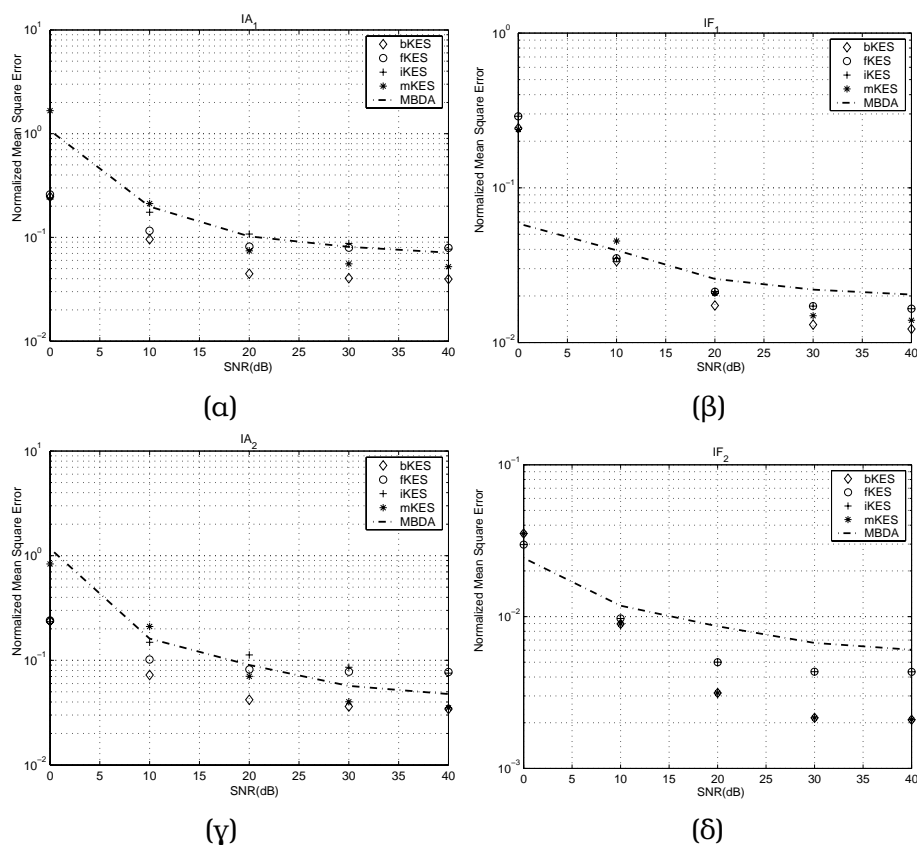 IA1
Normalized Mean Square Error
10^1
10^0
10^−1
10^−2
bKES
fKES
iKES
mKES
MBDA
0 5 10 15 20 25 30 35 40
SNR(dB)
(α)
IF1
Normalized Mean Square Error
10^0
10^−1
10^−2
bKES
fKES
iKES
mKES
MBDA
0 5 10 15 20 25 30 35 40
SNR(dB)
(β)
IA2
Normalized Mean Square Error
10^1
10^0
10^−1
10^−2
bKES
fKES
iKES
mKES
MBDA
0 5 10 15 20 25 30 35 40
SNR(dB)
(γ)
IF2
Normalized Mean Square Error
10^−1
10^−2
10^−3
bKES
fKES
iKES
mKES
MBDA
0 5 10 15 20 25 30 35 40
SNR(dB)
(δ)